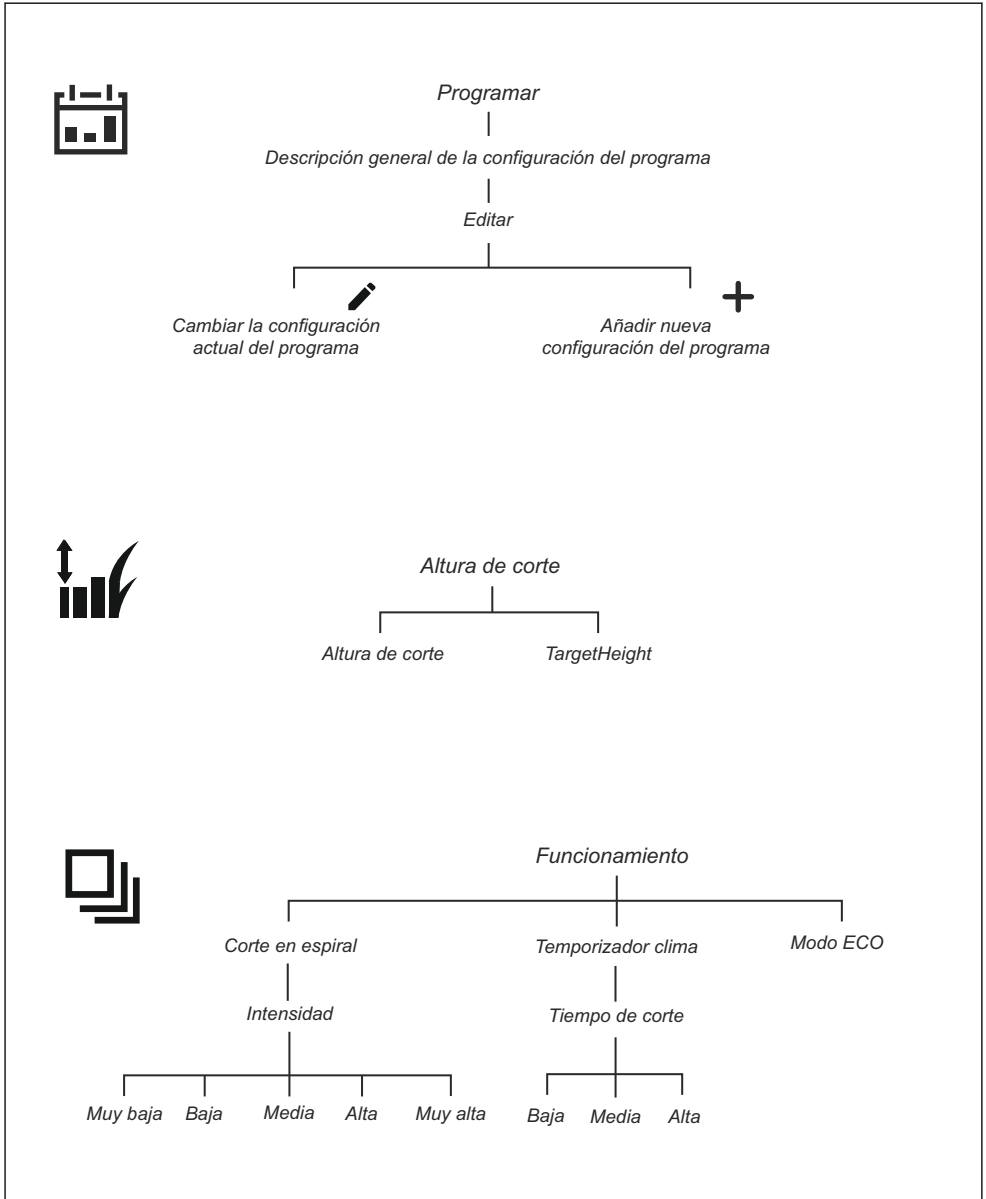 Programar
Descripción general de la configuración del programa
Editar
Cambiar la configuración
actual del programa
Añadir nueva
configuración del programa
Altura de corte
Altura de corte
TargetHeight
Funcionamiento
Corte en espiral
Temporizador clima
Modo ECO
Intensidad
Tiempo de corte
Muy baja
Baja
Media
Alta
Muy alta
Baja
Media
Alta